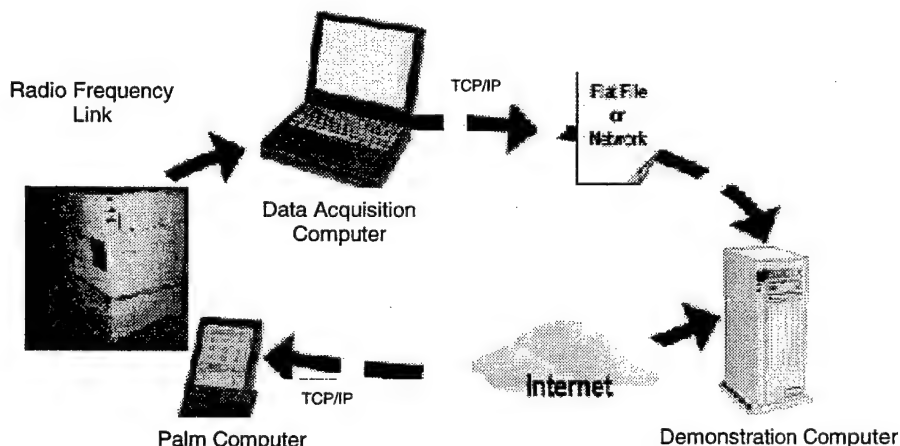 Radio Frequency
Link
TCP/IP
Flat File
or
Network
Data Acquisition
Computer
Internet
TCP/IP
Palm Computer
Demonstration Computer